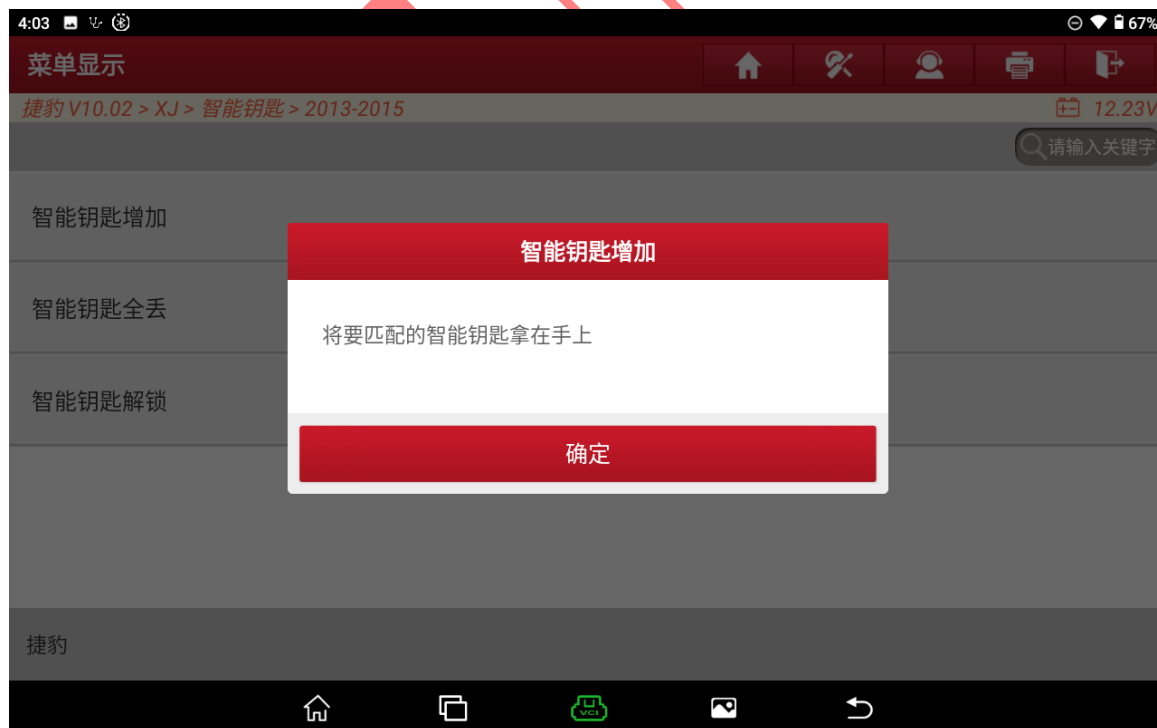 4:03
67%
菜单显示
捷豹 V10.02 > XJ > 智能钥匙 > 2013-2015
12.23V
请输入关键字
智能钥匙增加
智能钥匙全丢
智能钥匙解锁
智能钥匙增加
将要匹配的智能钥匙拿在手上
确定
捷豹
VCI